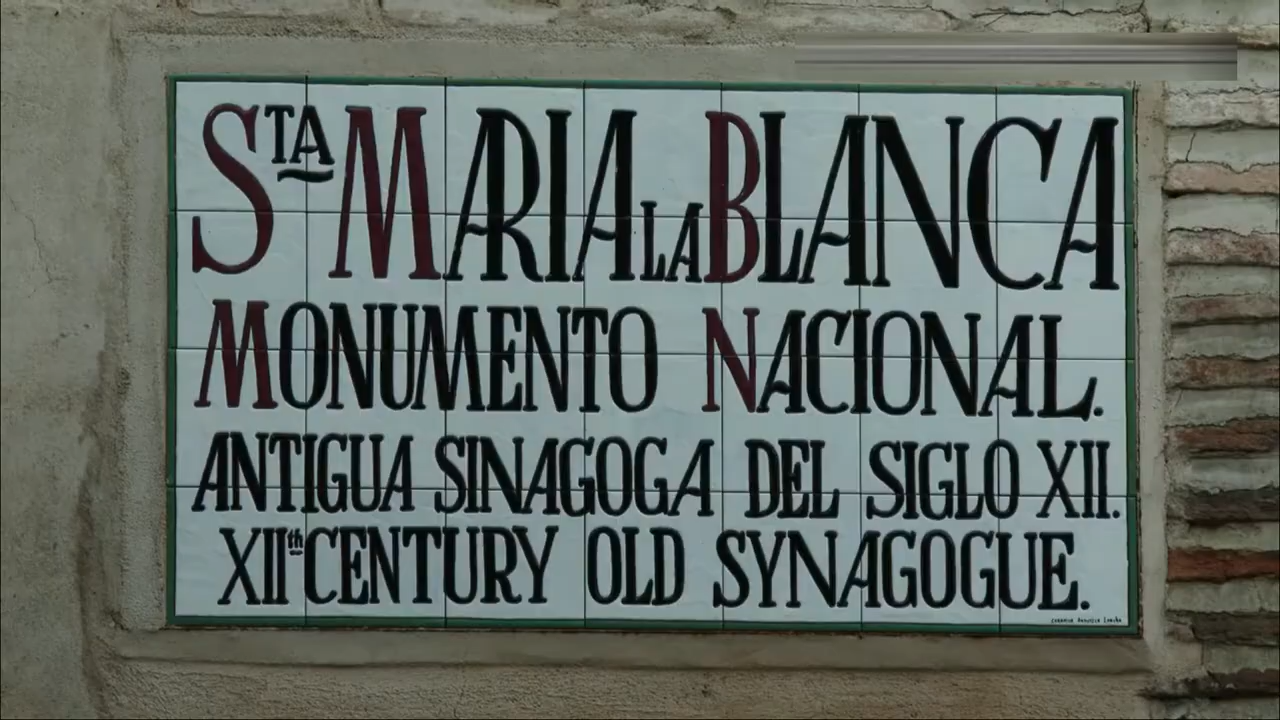 STA MARIA LA BLANCA
MONUMENTO NACIONAL.
ANTIGUA SINAGOGA DEL SIGLO XII.
XIIth CENTURY OLD SYNAGOGUE.